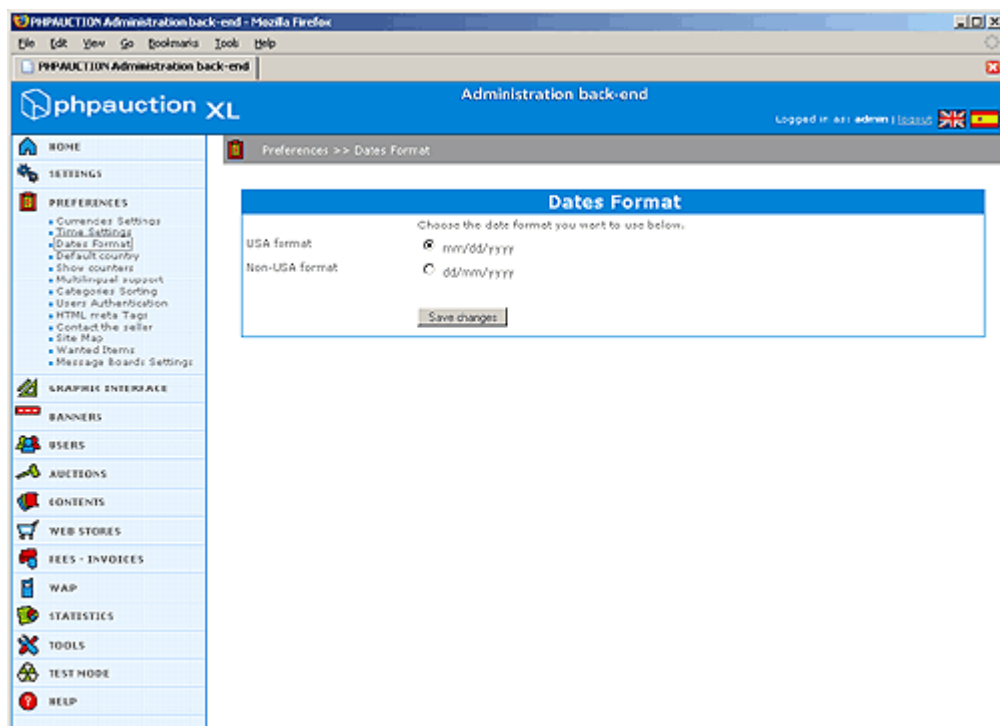 PHPAUCTION Administration back-end - Mozilla Firefox
File Edit View Go Bookmarks Tools Help
PHPAUCTION Administration back-end
phpauction XL
Administration back-end
Logged in as: admin | logout
HOME
SETTINGS
PREFERENCES
Currencies Settings
Time Settings
Dates Format
Default country
Show counters
Multilingual support
Categories Sorting
Users Authentication
HTML meta Tags
Contact the seller
Site Map
Wanted Items
Message Boards Settings
GRAPHIC INTERFACE
BANNERS
USERS
AUCTIONS
CONTENTS
WEB STORES
FEES - INVOICES
WAP
STATISTICS
TOOLS
TEST MODE
HELP
Preferences >> Dates Format
Dates Format
Choose the date format you want to use below.
USA format mm/dd/yyyy
Non-USA format dd/mm/yyyy
Save changes